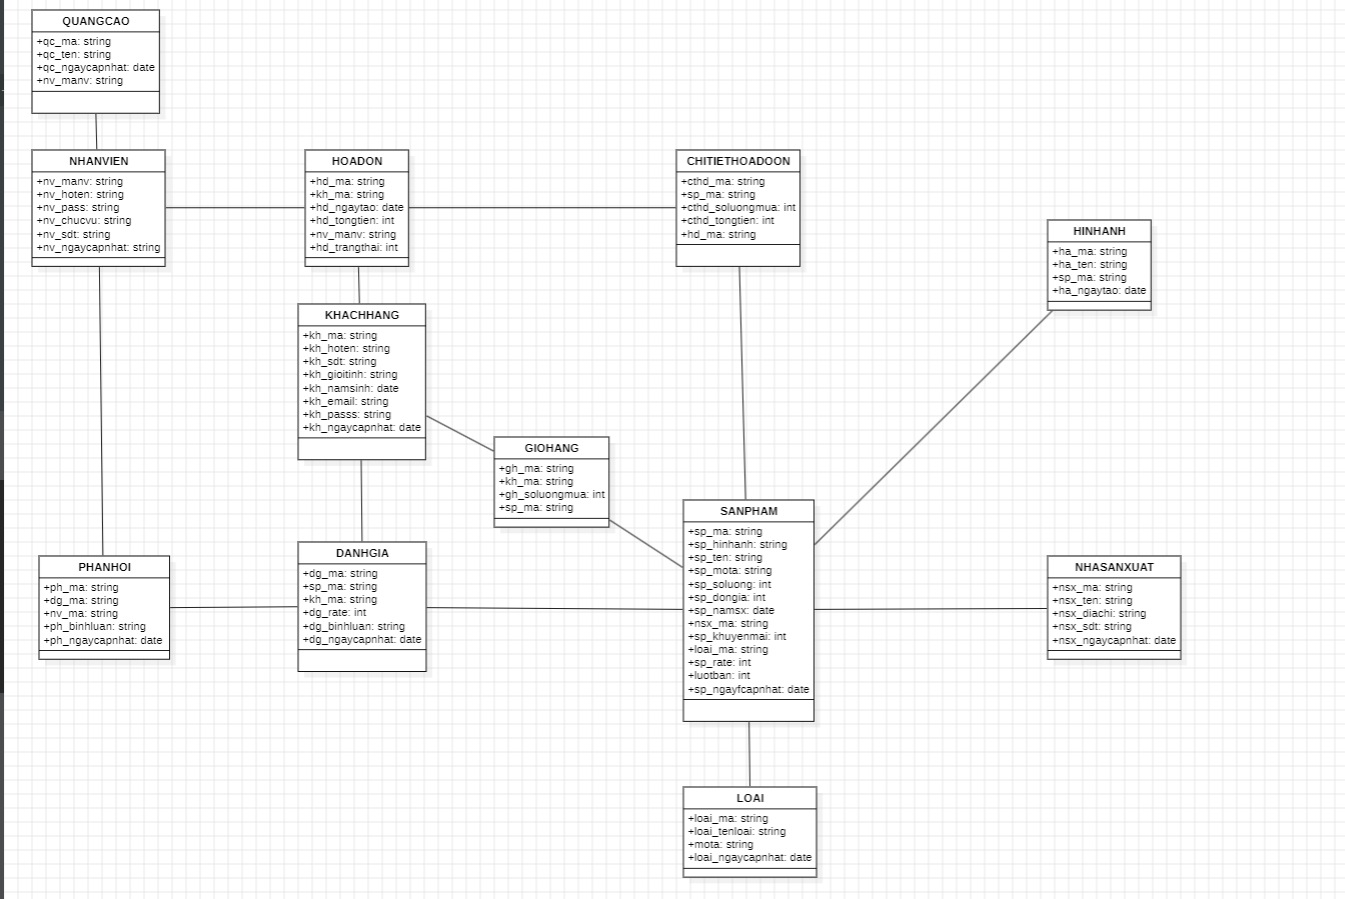 QUANGCAO
+qc_ma: string
+qc_ten: string
+qc_ngaycapnhat: date
+nv_manv: string
NHANVIEN
+nv_manv: string
+nv_hoten: string
+nv_pass: string
+nv_chucvu: string
+nv_sdt: string
+nv_ngaycapnhat: string
HOADON
+hd_ma: string
+kh_ma: string
+hd_ngaytao: date
+hd_tongtien: int
+nv_manv: string
+hd_trangthai: int
CHITIETHOADOON
+cthd_ma: string
+sp_ma: string
+cthd_soluongmua: int
+cthd_tongtien: int
+hd_ma: string
HINHANH
+ha_ma: string
+ha_ten: string
+sp_ma: string
+ha_ngaytao: date
KHACHHANG
+kh_ma: string
+kh_hoten: string
+kh_sdt: string
+kh_gioitinh: string
+kh_namsinh: date
+kh_email: string
+kh_passs: string
+kh_ngaycapnhat: date
GIOHANG
+gh_ma: string
+kh_ma: string
+gh_soluongmua: int
+sp_ma: string
PHANHOI
+ph_ma: string
+dg_ma: string
+nv_ma: string
+ph_binhluan: string
+ph_ngaycapnhat: date
DANHGIA
+dg_ma: string
+sp_ma: string
+kh_ma: string
+dg_rate: int
+dg_binhluan: string
+dg_ngaycapnhat: date
SANPHAM
+sp_ma: string
+sp_hinhanh: string
+sp_ten: string
+sp_mota: string
+sp_soluong: int
+sp_dongia: int
+sp_namsx: date
+nsx_ma: string
+sp_khuyenmai: int
+loai_ma: string
+sp_rate: int
+luotban: int
+sp_ngayfcapnhat: date
NHASANXUAT
+nsx_ma: string
+nsx_ten: string
+nsx_diachi: string
+nsx_sdt: string
+nsx_ngaycapnhat: date
LOAI
+loai_ma: string
+loai_tenloai: string
+mota: string
+loai_ngaycapnhat: date